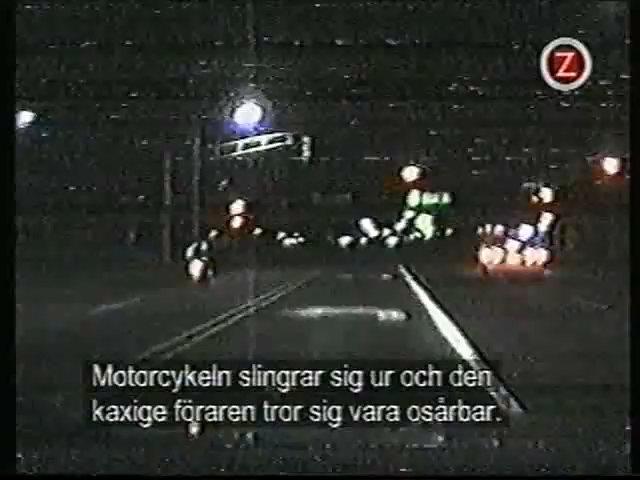 Z
Motorcykeln slingrar sig ur och den
kaxige föraren tror sig vara osårbar.